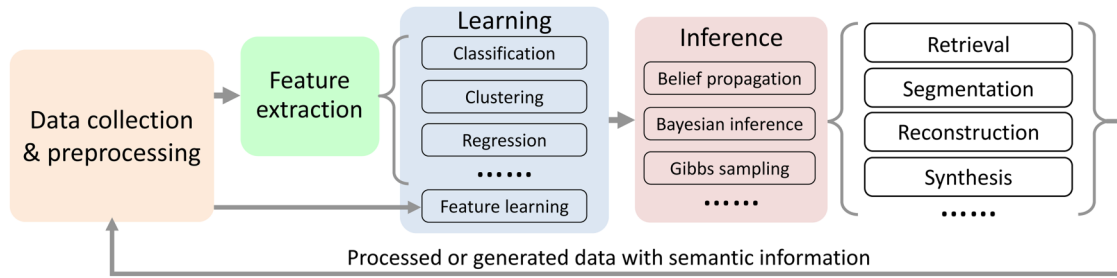 Data collection
& preprocessing
Feature
extraction
Learning
Classification
Clustering
Regression
......
Feature learning
Inference
Belief propagation
Bayesian inference
Gibbs sampling
......
Retrieval
Segmentation
Reconstruction
Synthesis
......
Processed or generated data with semantic information